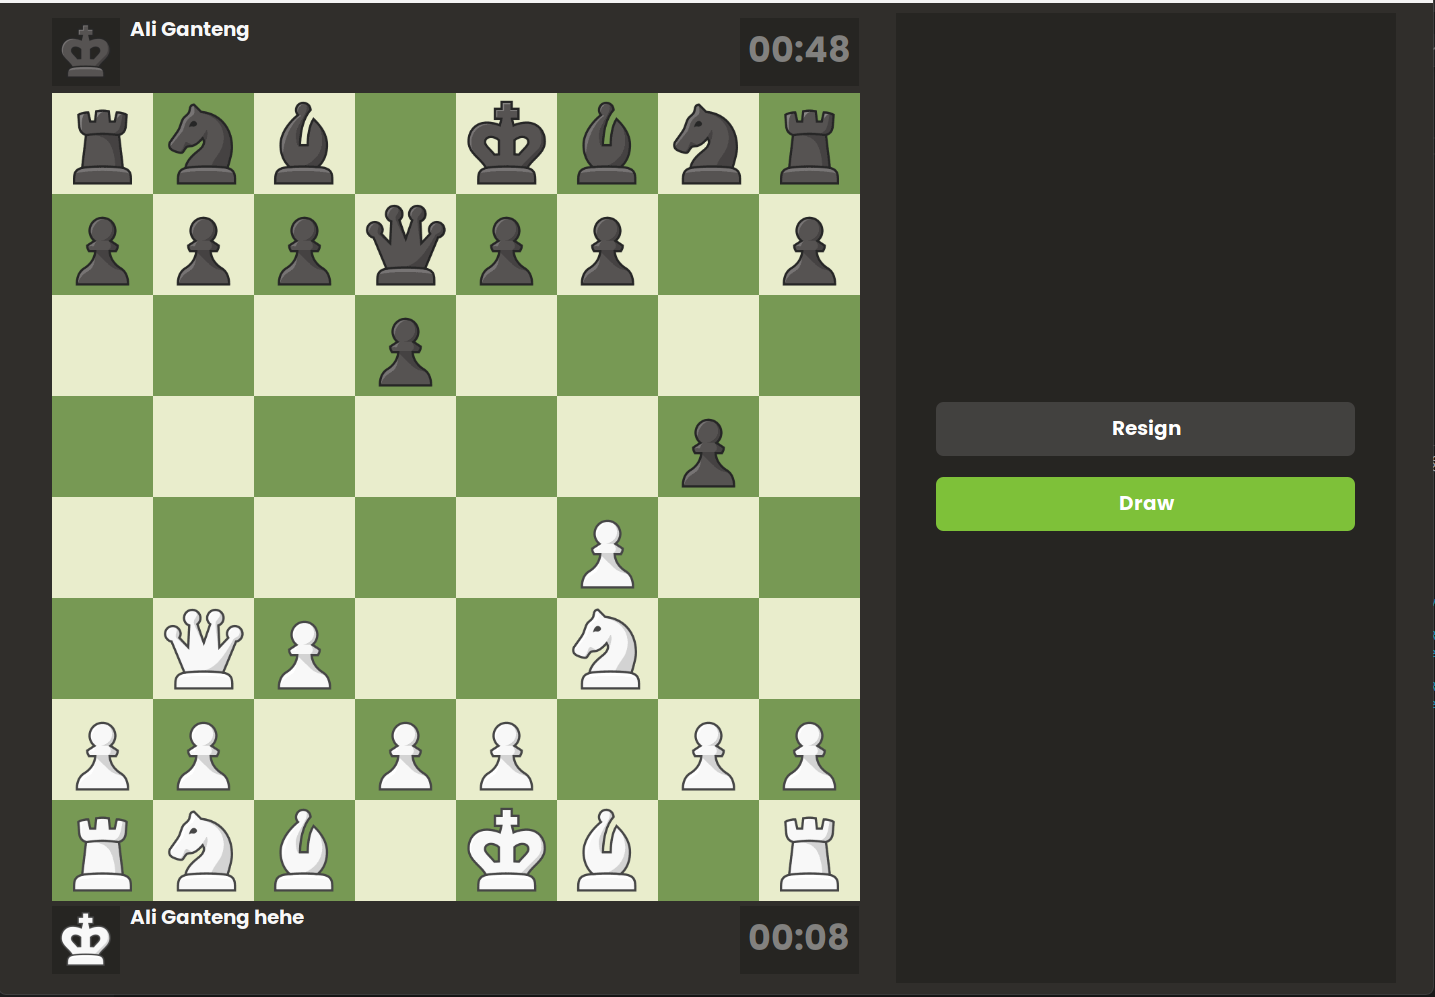 Ali Ganteng
00:48
Resign
Draw
Ali Ganteng hehe
00:08